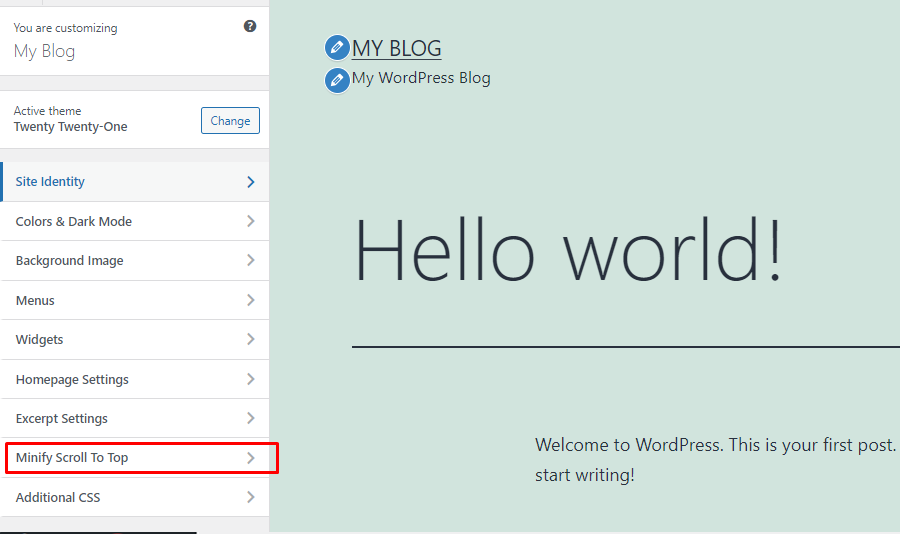 You are customizing
My Blog
Active theme
Twenty Twenty-One
Change
Site Identity
Colors & Dark Mode
Background Image
Menus
Widgets
Homepage Settings
Excerpt Settings
Minify Scroll To Top
Additional CSS
MY BLOG
My WordPress Blog
Hello world!
Welcome to WordPress. This is your first post.
start writing!